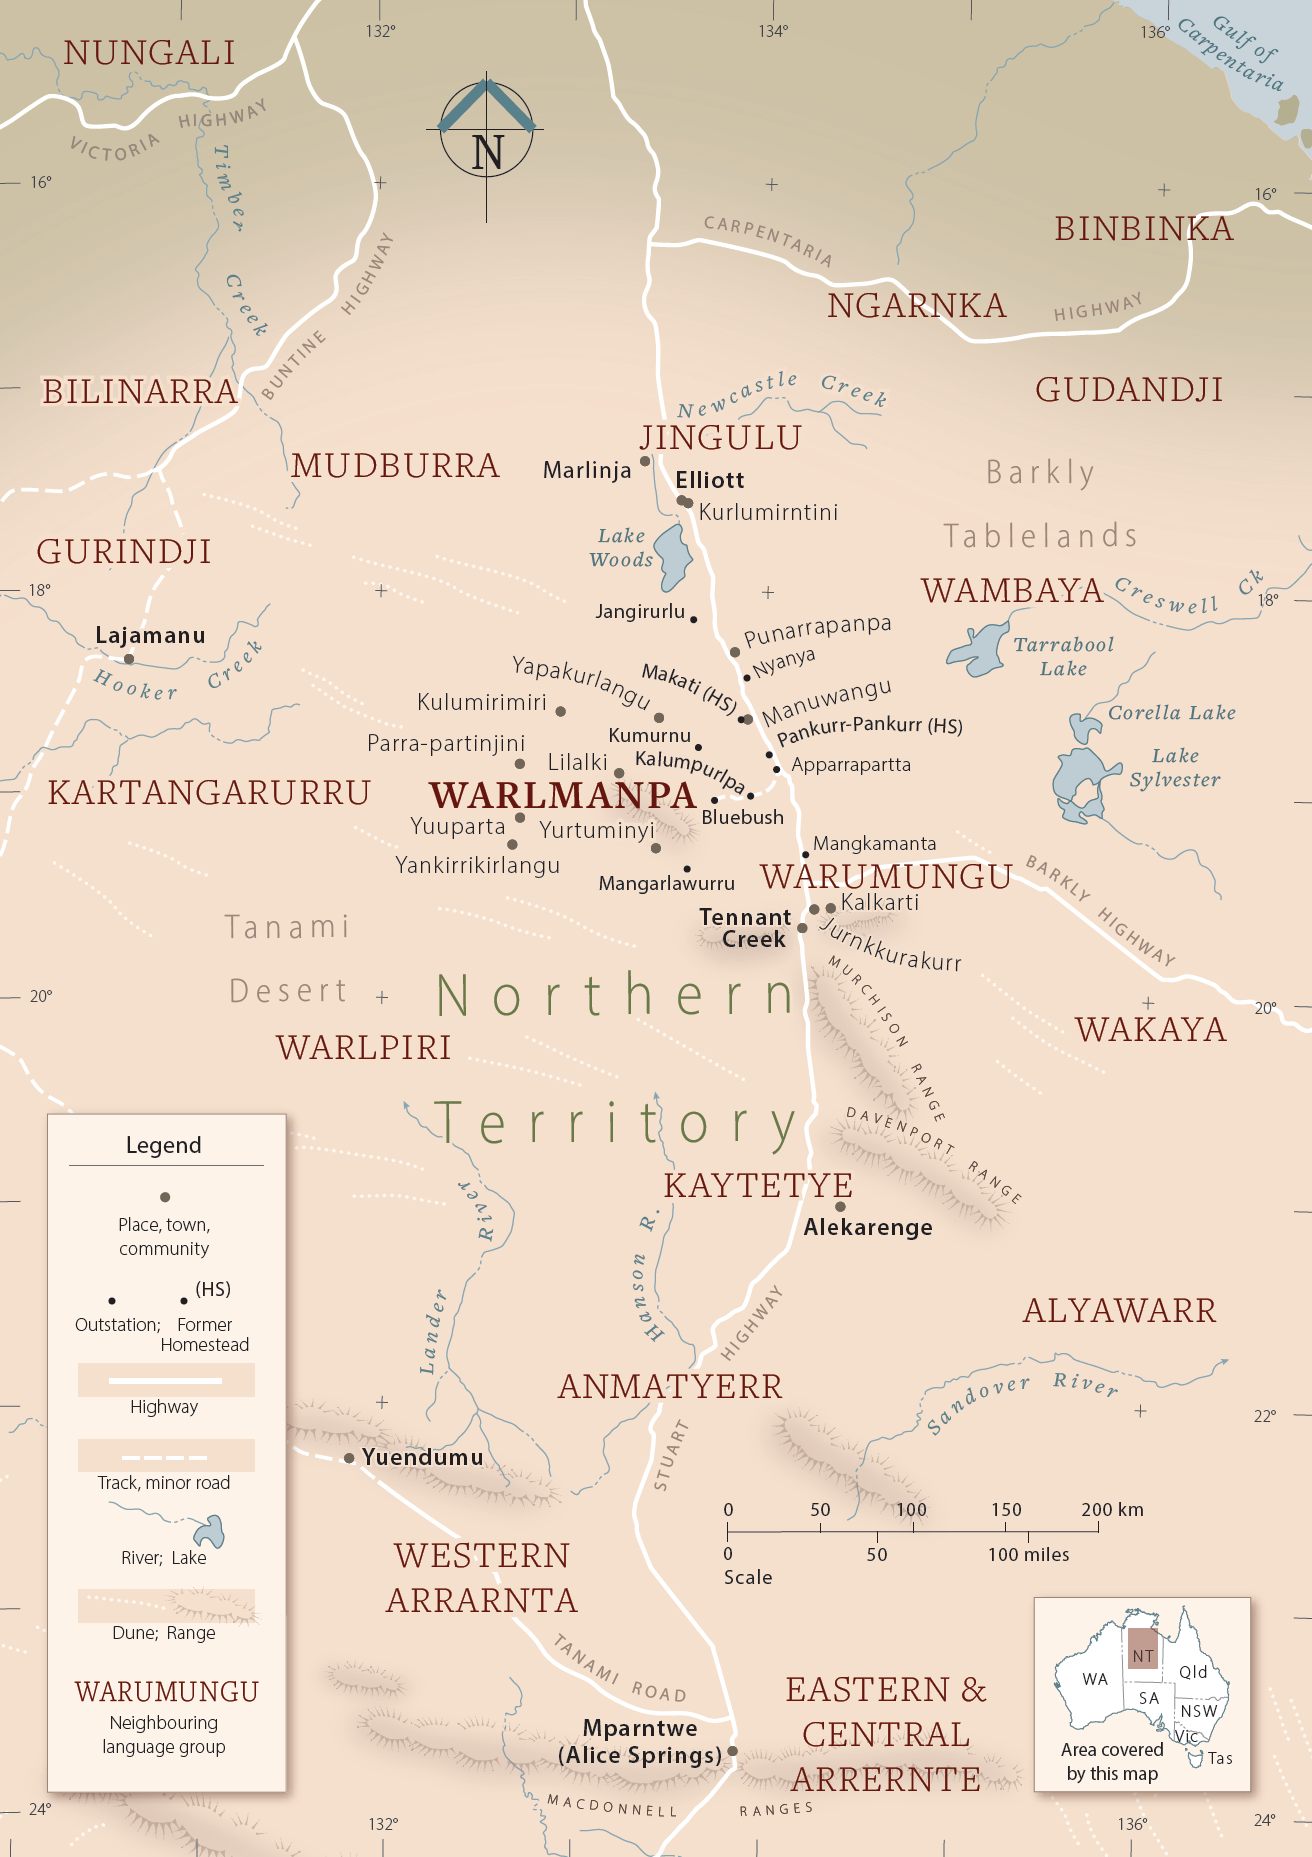 132°
134°
136°
Gulf of
Carpentaria
NUNGALI
VICTORIA HIGHWAY
N
Timber Creek
16°
16°
CARPENTARIA HIGHWAY
BINBINKA
BUNTINE HIGHWAY
NGARNKA
BILINARRA
Newcastle Creek
GUDANDJI
JINGULU
MUDBURRA
Marlinja
Elliott
Kurlumirntini
Barkly
Tablelands
Lake
Woods
GURINDJI
18°
WAMBAYA
Creswell Ck
18°
Jangirurlu
Lajamanu
Hooker Creek
Punarrapanpa
Nyanya
Tarrabool
Lake
Yapakurlangu
Makati (HS)
Manuwangu
Kulumirimiri
Pankurr-Pankurr (HS)
Corella Lake
Parra-partinjini
Kumurnu
Lilalki
Kalumpurlpa
Apparrapartta
Lake
Sylvester
KARTANGARURRU
WARLMANPA
Bluebush
Yuuparta
Yurtuminyi
Yankirrikirlangu
Mangkamanta
Mangarlawurru
WARUMUNGU
BARKLY HIGHWAY
Kalkarti
Tennant
Creek
Jurnkkurakurr
Tanami
Desert
20°
Northern
Territory
MURCHISON RANGE
20°
WAKAYA
WARLPIRI
DAVENPORT RANGE
KAYTETYE
Alekarenge
Lander River
Hanson R.
HIGHWAY
ALYAWARR
ANMATYERR
Sandover River
STUART
22°
Yuendumu
0 50 100 150 200 km
0 50 100 miles
Scale
WESTERN
ARRARNTA
TANAMI ROAD
EASTERN &
CENTRAL
ARRERNTE
Mparntwe
(Alice Springs)
MACDONNELL RANGES
24°
132°
136°
24°
Legend
Place, town,
community
(HS)
Outstation; Former
Homestead
Highway
Track, minor road
River; Lake
Dune; Range
WARUMUNGU
Neighbouring
language group
WA
NT
Qld
SA
NSW
Vic
Tas
Area covered
by this map